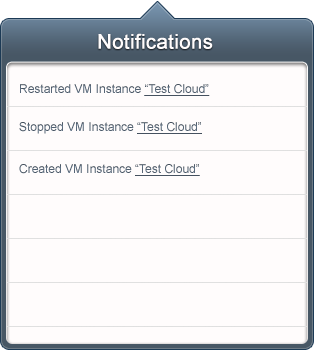 Notifications
Restarted VM Instance “Test Cloud”
Stopped VM Instance “Test Cloud”
Created VM Instance “Test Cloud”